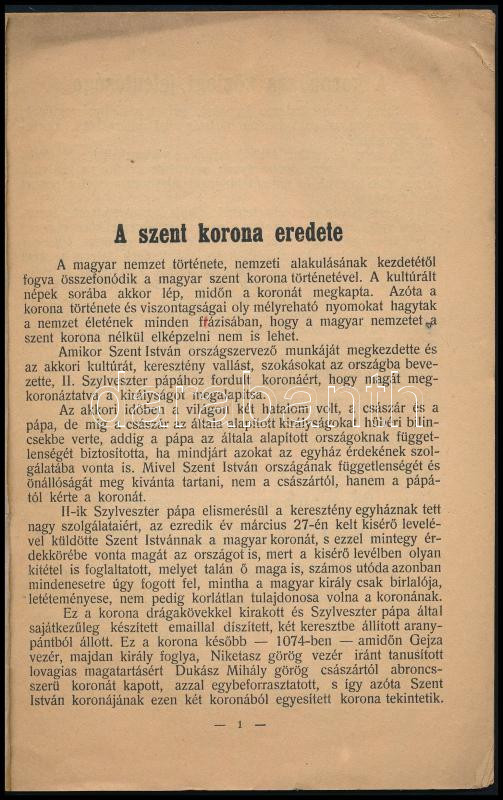 A szent korona eredete
A magyar nemzet története, nemzeti alakulásának kezdetétől
fogva összefonódik a magyar szent korona történetével. A kultúrált
népek sorába akkor lép, midőn a koronát megkapta. Azóta a
korona története és viszontagságai oly mélyreható nyomokat hagytak
a nemzet életének minden frázisában, hogy a magyar nemzetet a
szent korona nélkül elképzelni nem is lehet.
Amikor Szent István országszervező munkáját megkezdette és
az akkori kultúrát, keresztény vallást, szokásokat az országba beve-
zette, II. Szylveszter pápához fordult koronáért, hogy magát meg-
koronáztatva, királyságot megalapítsa.
Az akkori időben a világon két hatalom volt, a császár és a
pápa, de míg a császár az általa alapított királyságokat hűbéri bilin-
csekbe verte, addig a pápa az általa alapított országoknak függet-
lenségét biztosította, ha mindjárt azokat az egyház érdekének szol-
gálatába vonta is. Mivel Szent István országának függetlenségét és
önállóságát meg kivánta tartani, nem a császártól, hanem a pápá-
tól kérte a koronát.
II-ik Szylveszter pápa elismerésül a keresztény egyháznak tett
nagy szolgálataiért, az ezredik év március 27-én kelt kisérő levelé-
vel küldötte Szent Istvánnak a magyar koronát, s ezzel mintegy ér-
dekkörébe vonta magát az országot is, mert a kisérő levélben olyan
kitétel is foglaltatott, melyet talán ő maga is, számos utóda azonban
mindenesetre úgy fogott fel, mintha a magyar király csak birlalója,
letéteményese, nem pedig korlátlan tulajdonosa volna a koronának.
Ez a korona drágakövekkel kirakott és Szylveszter pápa által
sajátkezűleg készített emaillal díszített, két keresztbe állított arany-
pántból állott. Ez a korona később — 1074-ben — amidőn Gejza
vezér, majdan király foglya, Niketasz görög vezér iránt tanusított
lovagias magatartásért Dukász Mihály görög császártól abroncs-
szerü koronát kapott, azzal egybeforrasztatott, s így azóta Szent
István koronájának ezen két koronából egyesített korona tekintetik.
— 1 —
darabanth